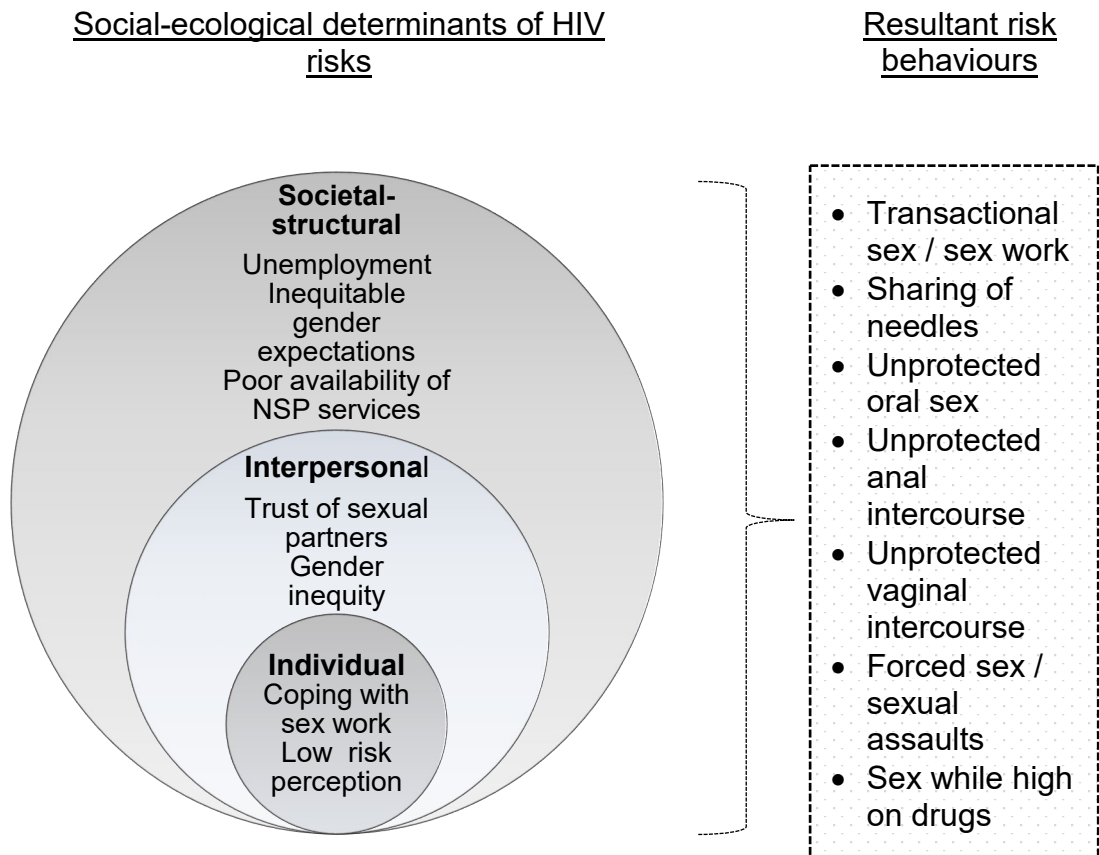 Social-ecological determinants of HIV
risks
Resultant risk
behaviours
Societal-
structural
Unemployment
Inequitable
gender
expectations
Poor availability of
NSP services
Interpersonal
Trust of sexual
partners
Gender
inequity
Individual
Coping with
sex work
Low risk
perception
• Transactional
sex / sex work
• Sharing of
needles
• Unprotected
oral sex
• Unprotected
anal
intercourse
• Unprotected
vaginal
intercourse
• Forced sex /
sexual
assaults
• Sex while high
on drugs